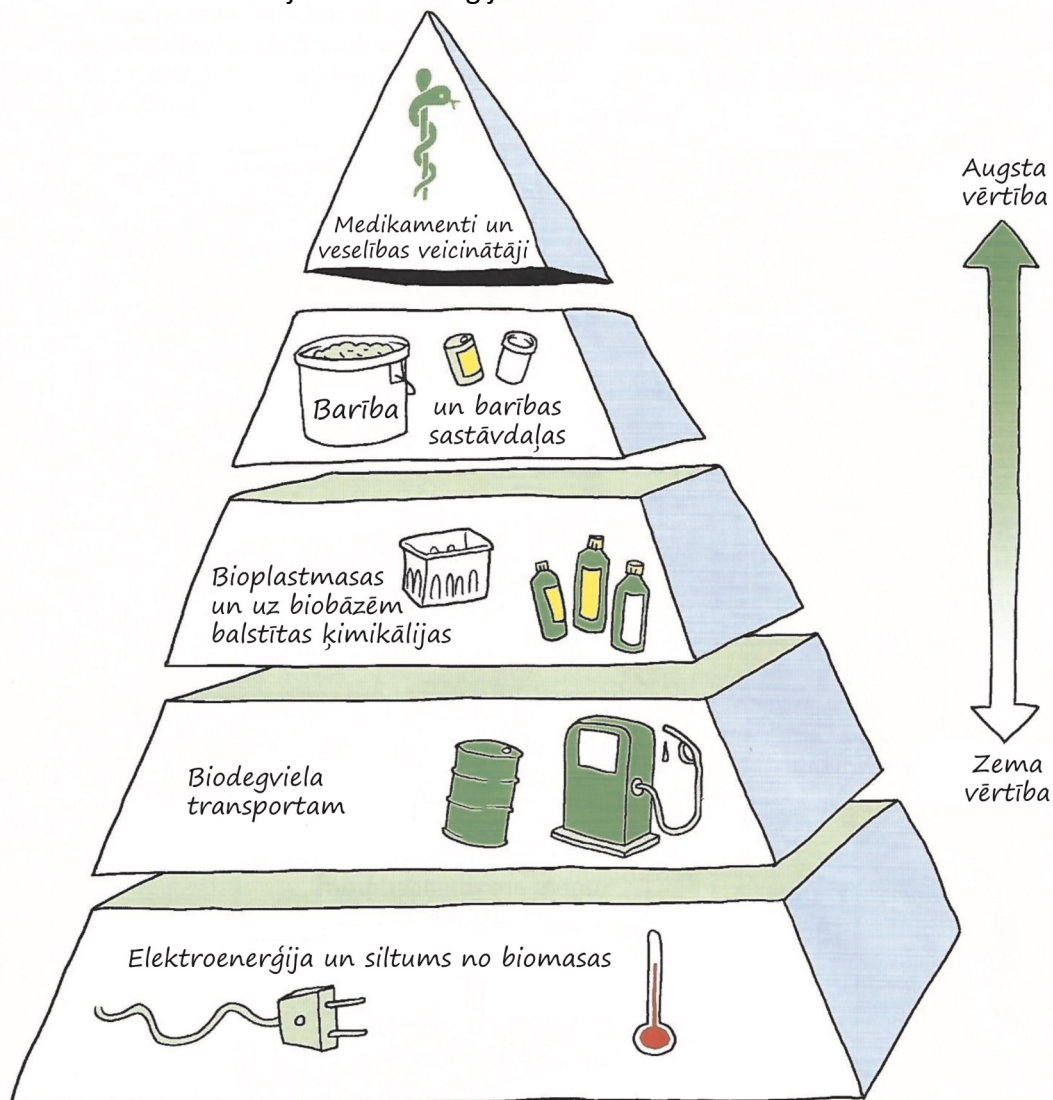 Medikamenti un
veselības veicinātāji
Barība
un barības
sastāvdaļas
Bioplastmasas
un uz biobāzēm
balstītas ķimikālijas
Biodegviela
transportam
Elektroenerģija un siltums no biomasas
Augsta
vērtība
Zema
vērtība